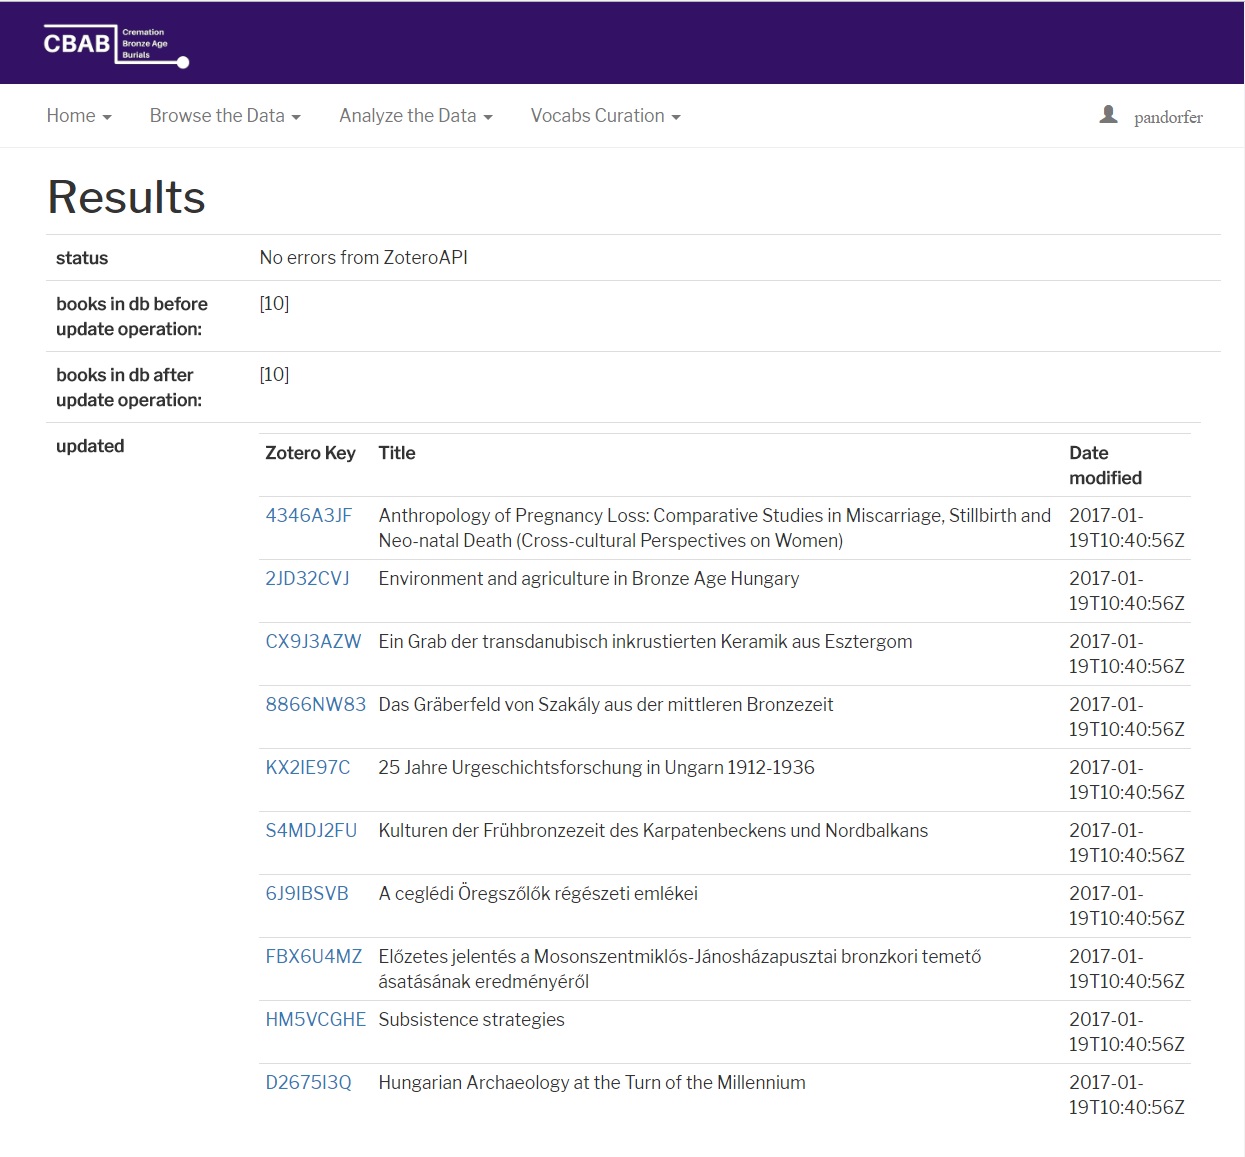 CBAB
Cremation
Bronze Age
Burials
Home
Browse the Data
Analyze the Data
Vocabs Curation
pandorfer
Results
status
No errors from ZoteroAPI
books in db before
update operation:
[10]
books in db after
update operation:
[10]
updated
Zotero Key
Title
Date
modified
4346A3JF
Anthropology of Pregnancy Loss: Comparative Studies in Miscarriage, Stillbirth and
Neo-natal Death (Cross-cultural Perspectives on Women)
2017-01-
19T10:40:56Z
2JD32CVJ
Environment and agriculture in Bronze Age Hungary
2017-01-
19T10:40:56Z
CX9J3AZW
Ein Grab der transdanubisch inkrustierten Keramik aus Esztergom
2017-01-
19T10:40:56Z
8866NW83
Das Gräberfeld von Szakály aus der mittleren Bronzezeit
2017-01-
19T10:40:56Z
KX2IE97C
25 Jahre Urgeschichtsforschung in Ungarn 1912-1936
2017-01-
19T10:40:56Z
S4MDJ2FU
Kulturen der Frühbronzezeit des Karpatenbeckens und Nordbalkans
2017-01-
19T10:40:56Z
6J9IBSVB
A ceglédi Öregszőlők régészeti emlékei
2017-01-
19T10:40:56Z
FBX6U4MZ
Előzetes jelentés a Mosonszentmiklós-Jánosházapusztai bronzkori temető
ásatásának eredményéről
2017-01-
19T10:40:56Z
HM5VCGHE
Subsistence strategies
2017-01-
19T10:40:56Z
D2675I3Q
Hungarian Archaeology at the Turn of the Millennium
2017-01-
19T10:40:56Z